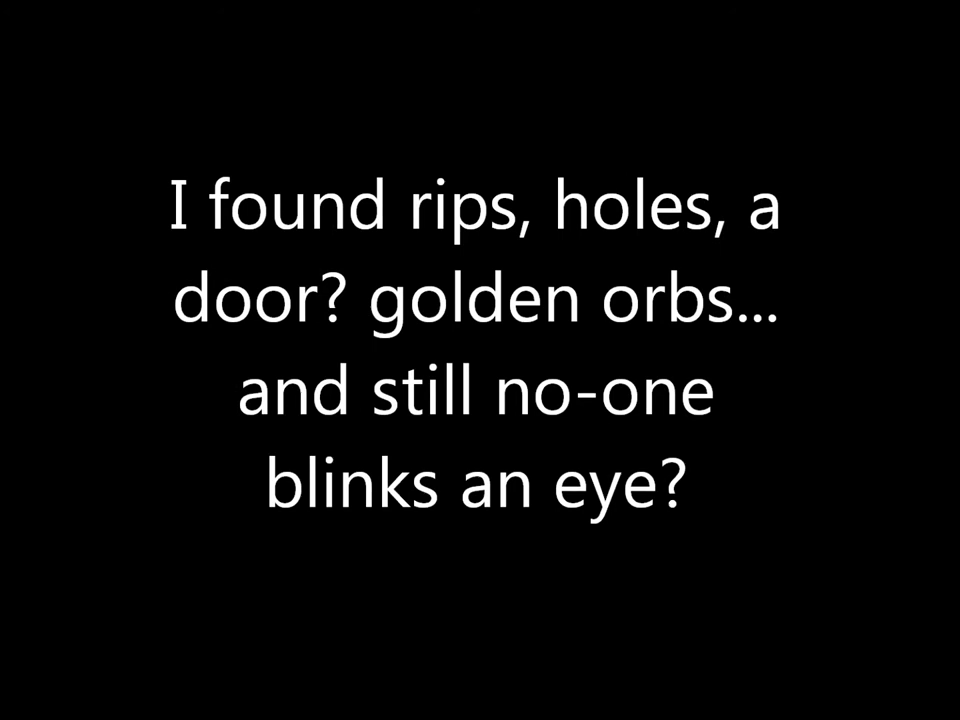 I found rips, holes, a
door? golden orbs...
and still no-one
blinks an eye?